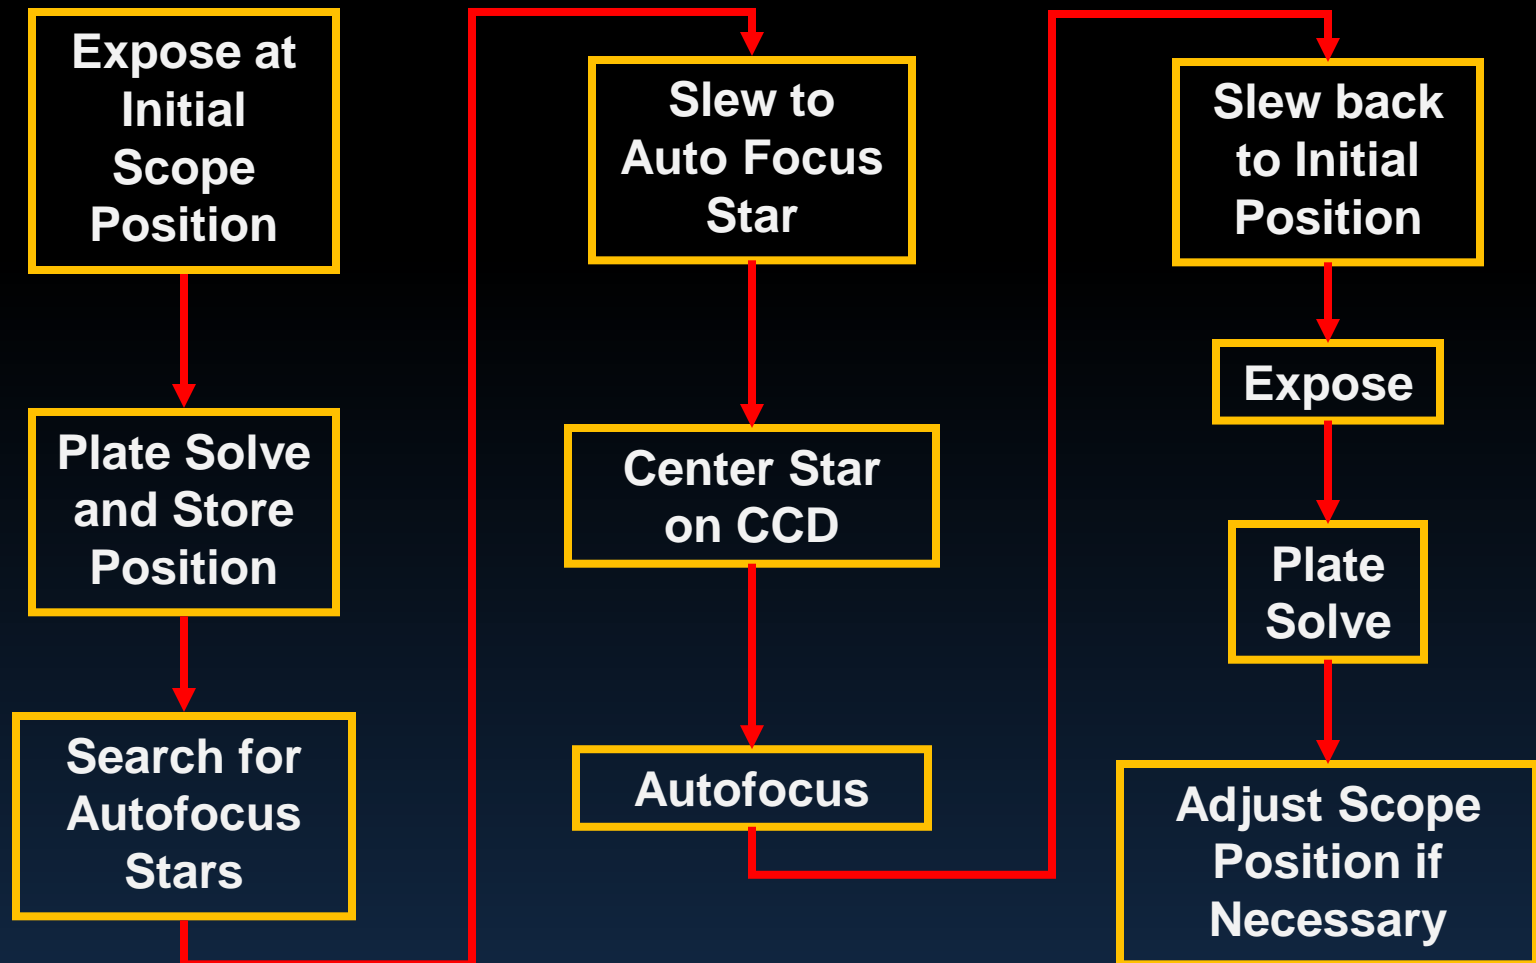 Expose at
Initial
Scope
Position
Plate Solve
and Store
Position
Search for
Autofocus
Stars
Slew to
Auto Focus
Star
Center Star
on CCD
Autofocus
Slew back
to Initial
Position
Expose
Plate
Solve
Adjust Scope
Position if
Necessary